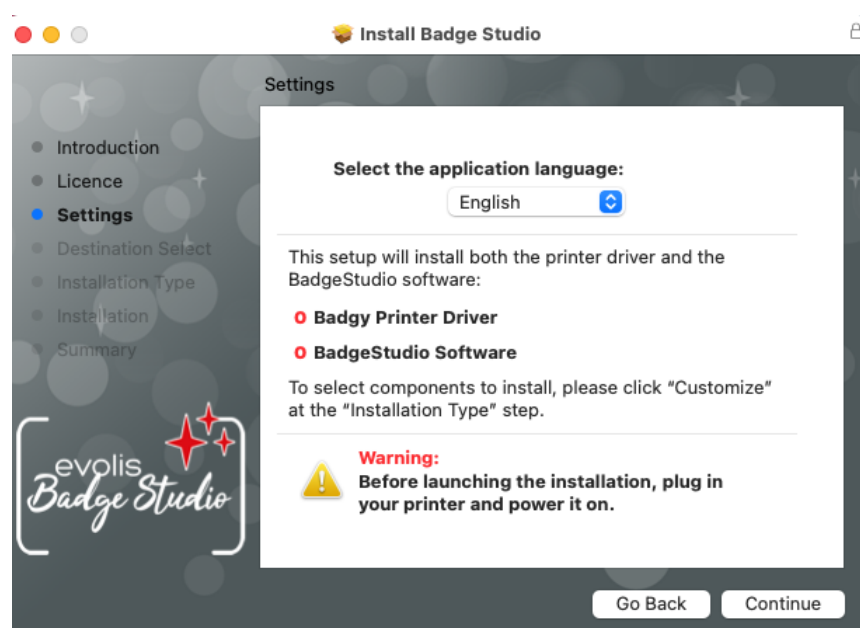 Install Badge Studio
Settings
Introduction
Licence
Settings
Destination Select
Installation Type
Installation
Summary
Select the application language:
English
This setup will install both the printer driver and the
BadgeStudio software:
o Badgy Printer Driver
o BadgeStudio Software
To select components to install, please click “Customize”
at the “Installation Type” step.
Warning:
Before launching the installation, plug in
your printer and power it on.
evolis
Badge Studio
Go Back
Continue